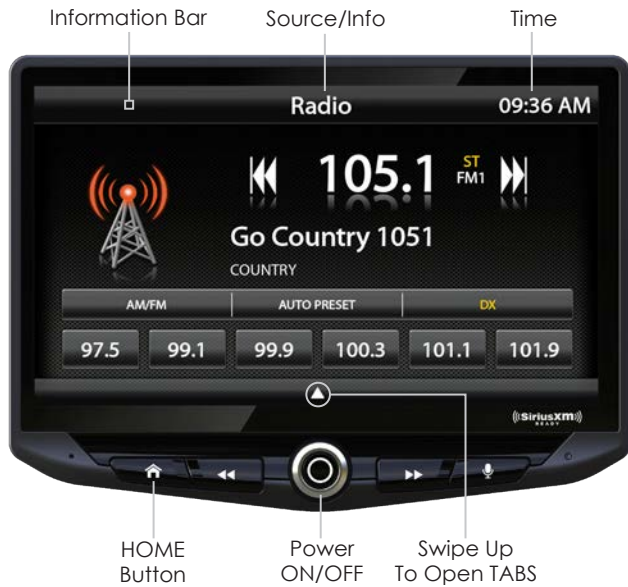 Information Bar Source/Info Time
Radio 09:36 AM
105.1 ST FM1
Go Country 1051
COUNTRY
AM/FM AUTO PRESET DX
97.5 99.1 99.9 100.3 101.1 101.9
((SiriusXM))
READY
HOME
Button
Power
ON/OFF
Swipe Up
To Open TABS